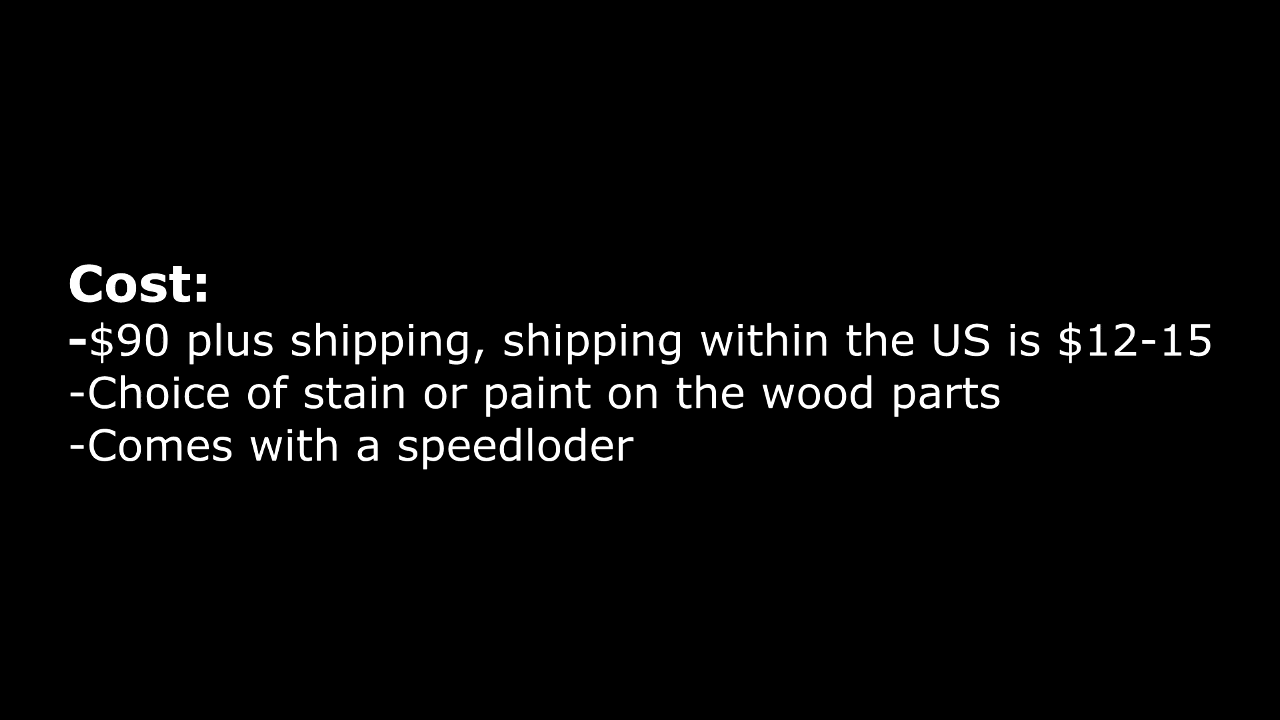 Cost:
-$90 plus shipping, shipping within the US is $12-15
-Choice of stain or paint on the wood parts
-Comes with a speedloder